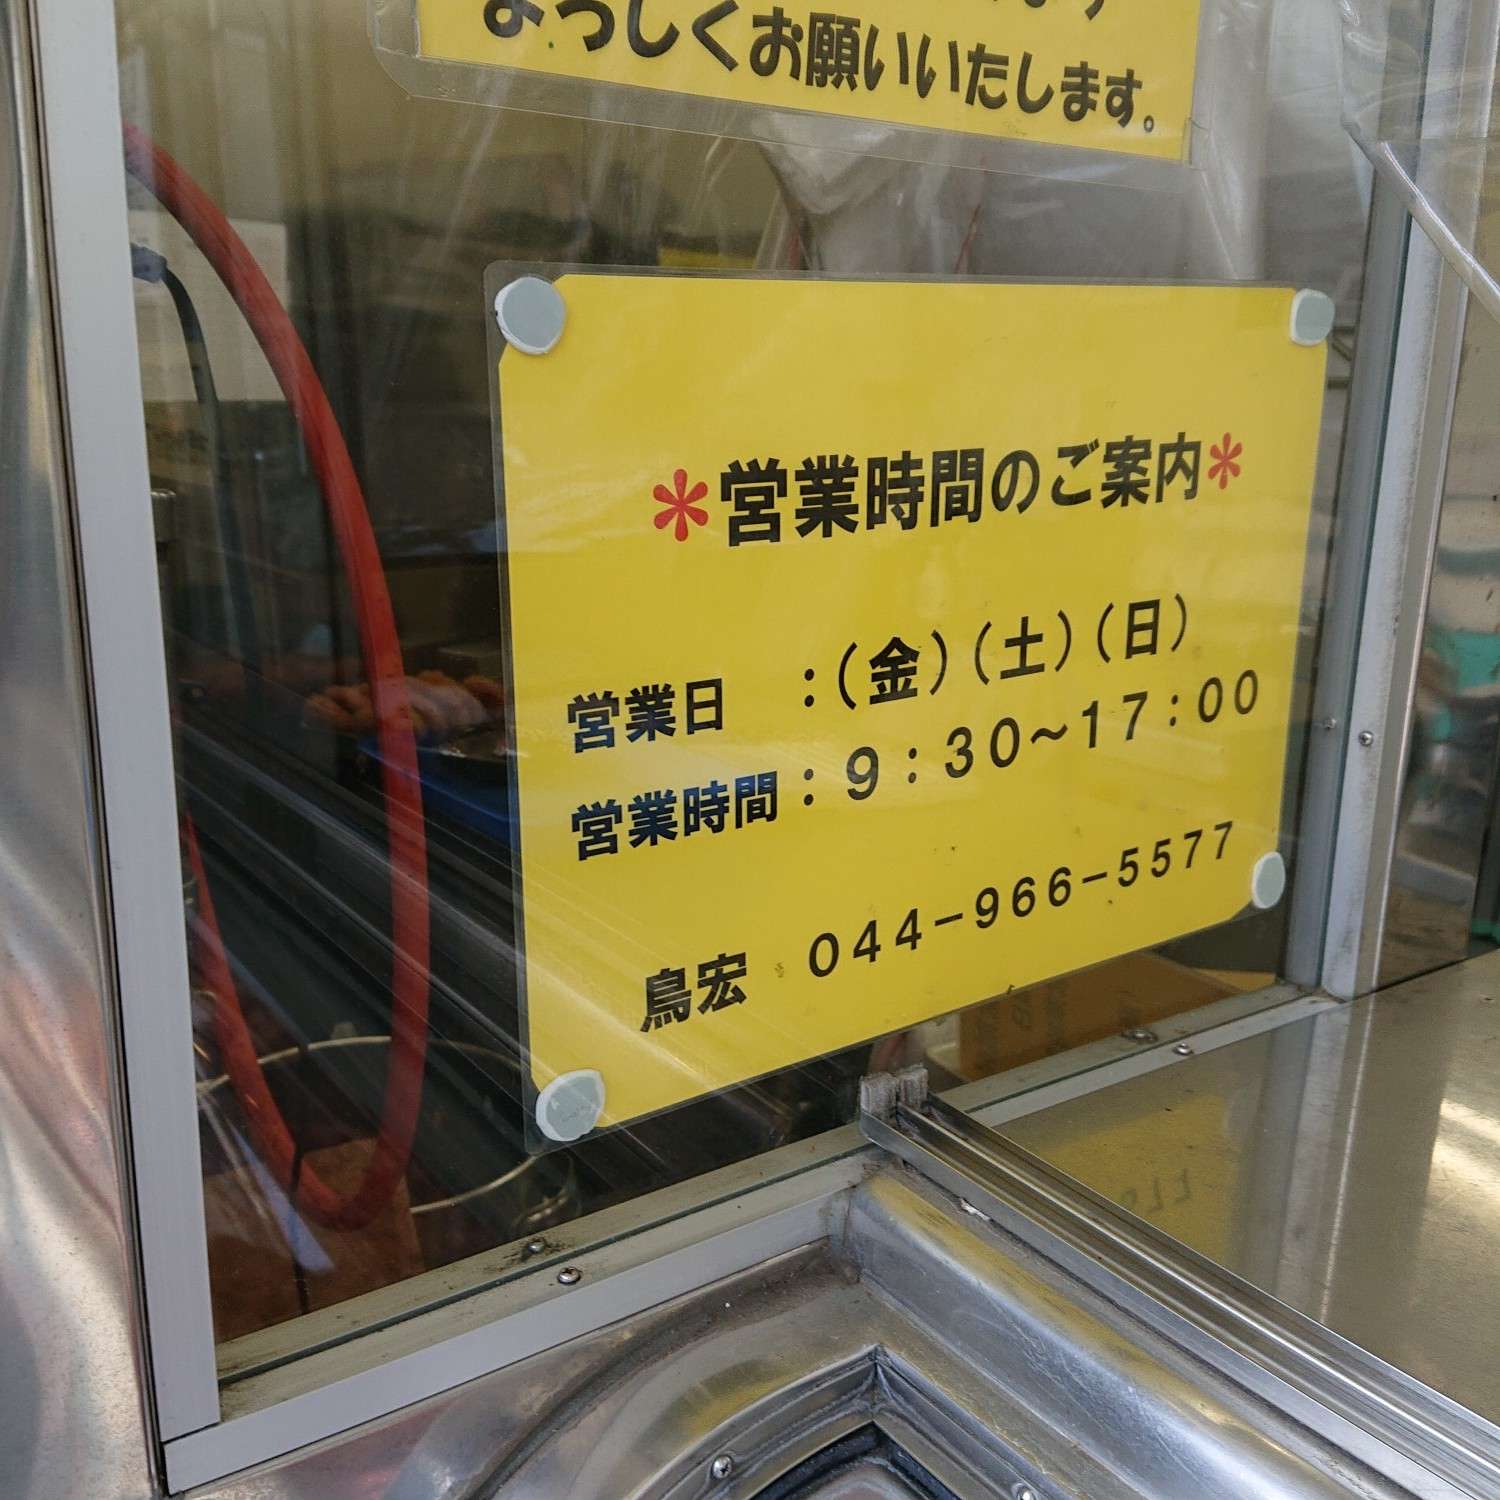 よろしくお願いいたします。
＊営業時間のご案内＊
営業日　：（金）（土）（日）
営業時間：９：３０～１７：００
鳥宏　０４４－９６６－５５７７